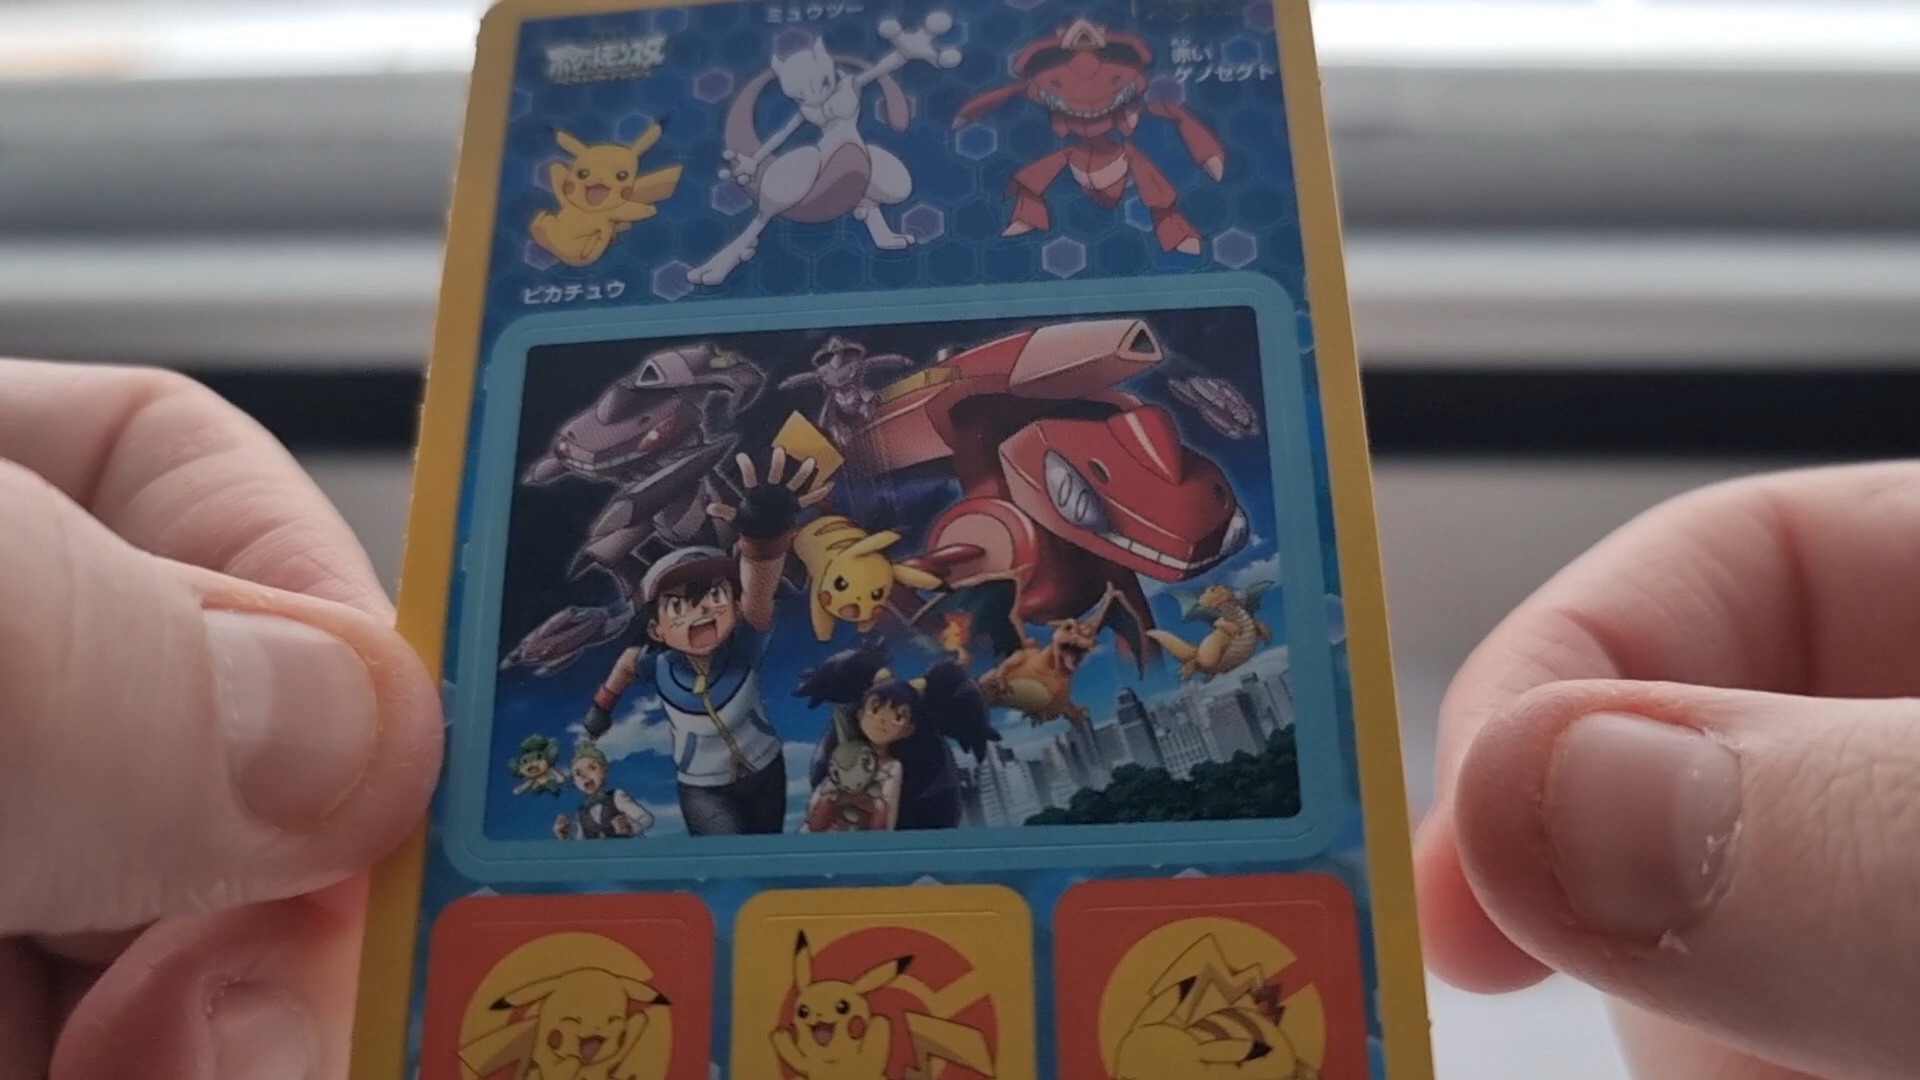 ミュウツー
ポケットモンスター
赤い
ゲノセクト
ピカチュウ